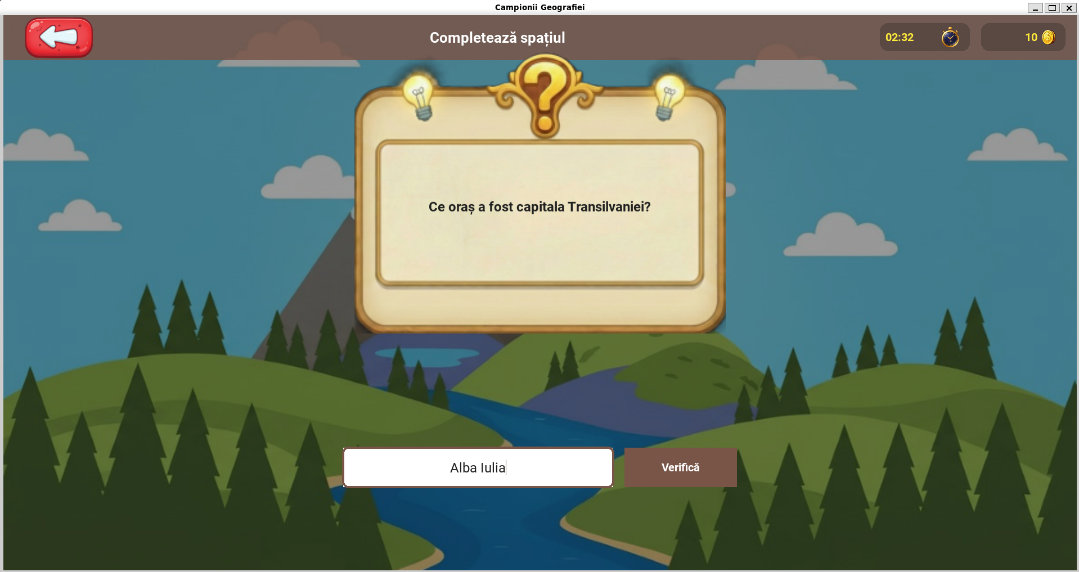 Campionii Geografiei
Completează spațiul
02:32
10
Ce oraș a fost capitala Transilvaniei?
Alba Iulia
Verifică